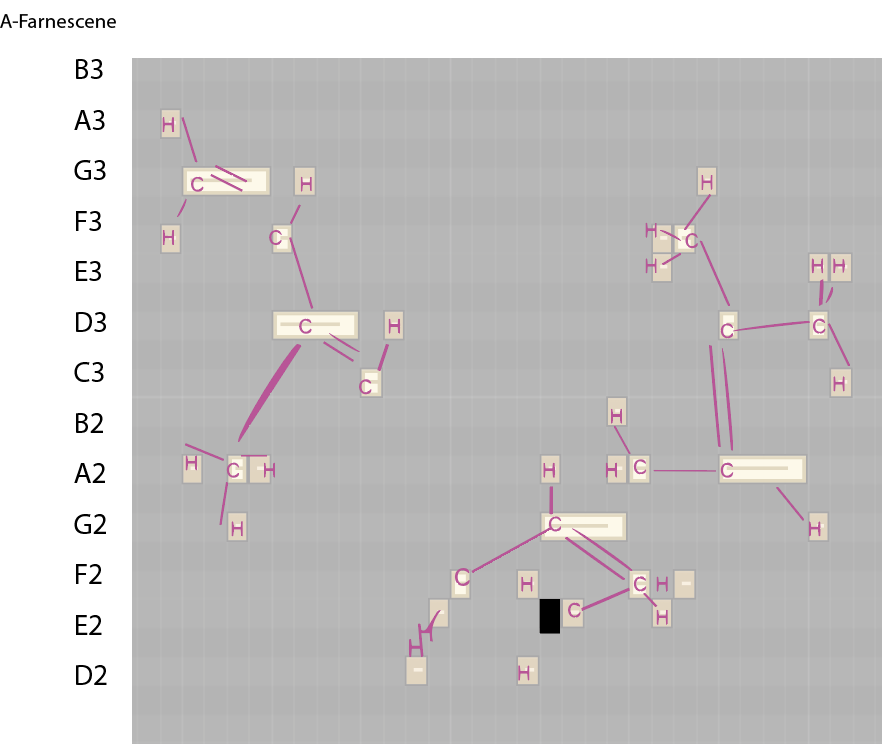 A-Farnescene
B3
A3 H
G3 C H H
F3 H C H C
E3 H H H
D3 C H C C
C3 C H
B2 H
A2 H C H H H C C
G2 H C H
F2 C H C H
E2 H C H
D2 H H